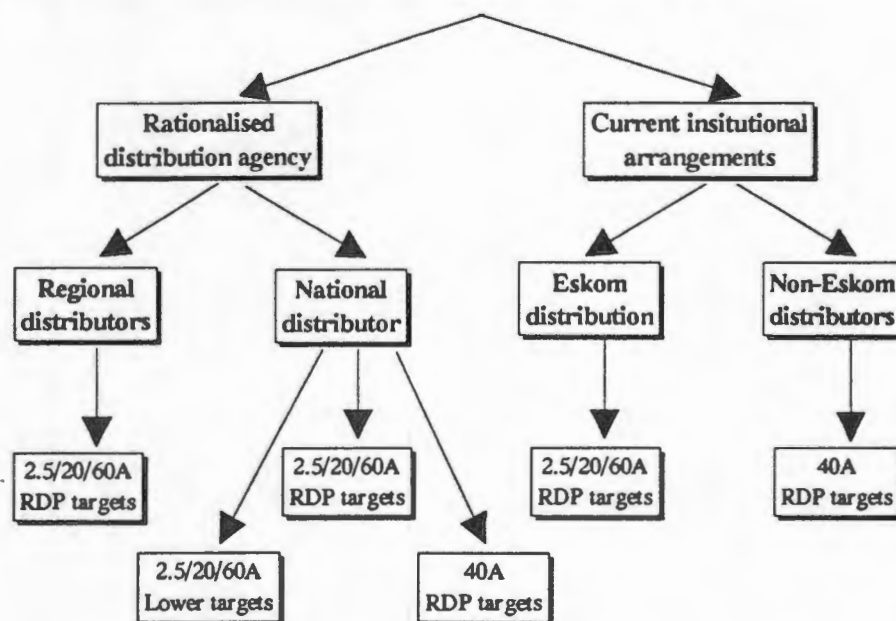 Rationalised
distribution agency
Current insitutional
arrangements
Regional
distributors
National
distributor
Eskom
distribution
Non-Eskom
distributors
2.5/20/60A
RDP targets
2.5/20/60A
RDP targets
2.5/20/60A
RDP targets
40A
RDP targets
2.5/20/60A
Lower targets
40A
RDP targets